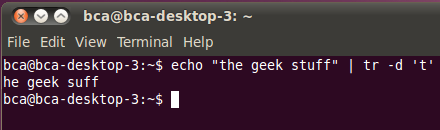 bca@bca-desktop-3: ~
File Edit View Terminal Help
bca@bca-desktop-3:~$ echo "the geek stuff" | tr -d 't'
he geek suff
bca@bca-desktop-3:~$